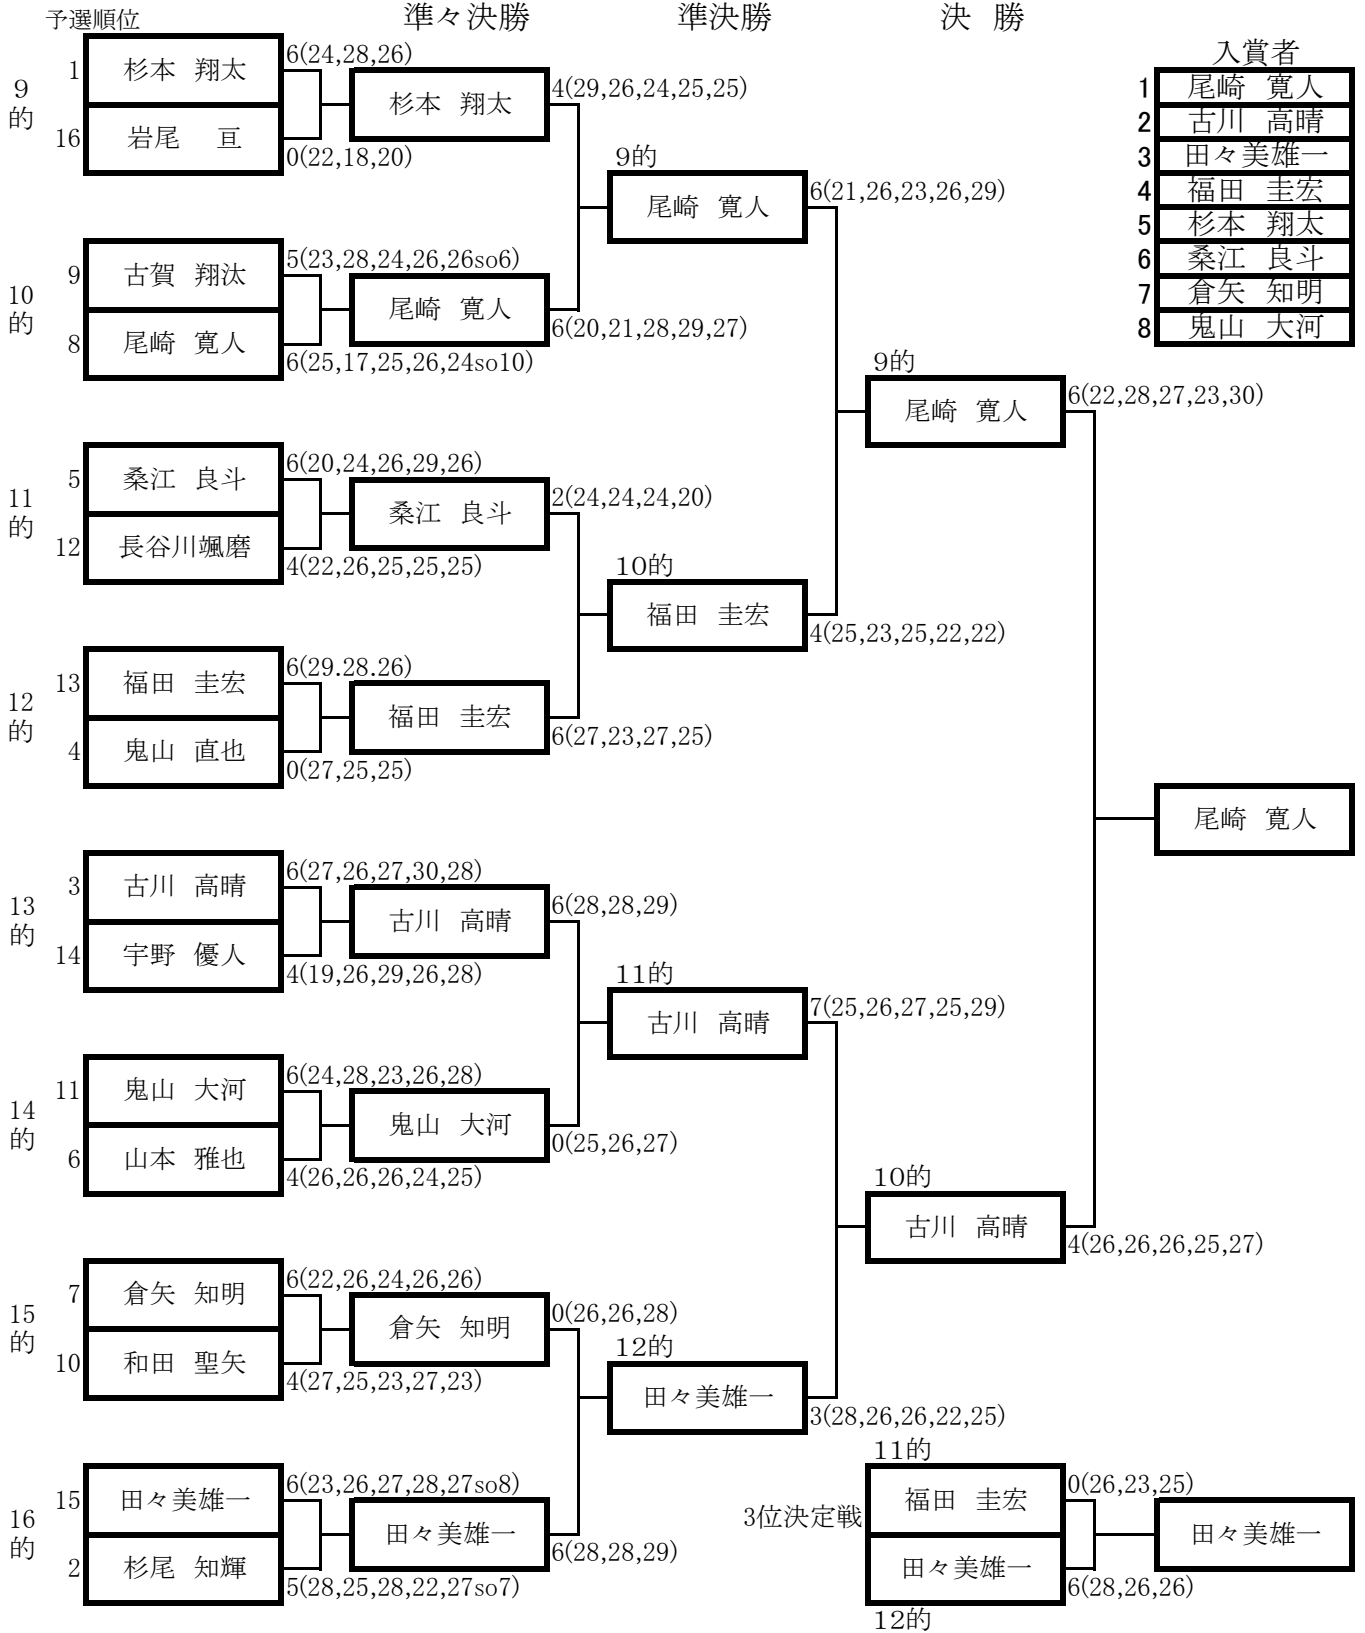 予選順位 準々決勝 準決勝 決 勝
入賞者
1 尾崎 寛人
2 古川 高晴
3 田々美雄一
4 福田 圭宏
5 杉本 翔太
6 桑江 良斗
7 倉矢 知明
8 鬼山 大河
9的
1 杉本 翔太 6(24,28,26)
16 岩尾 亘 0(22,18,20)
杉本 翔太 4(29,26,24,25,25)
10的
9 古賀 翔汰 5(23,28,24,26,26so6)
8 尾崎 寛人 6(25,17,25,26,24so10)
尾崎 寛人 6(20,21,28,29,27)
9的
尾崎 寛人 6(21,26,23,26,29)
11的
5 桑江 良斗 6(20,24,26,29,26)
12 長谷川颯磨 4(22,26,25,25,25)
桑江 良斗 2(24,24,24,20)
12的
13 福田 圭宏 6(29.28.26)
4 鬼山 直也 0(27,25,25)
福田 圭宏 6(27,23,27,25)
10的
福田 圭宏 4(25,23,25,22,22)
9的
尾崎 寛人 6(22,28,27,23,30)
尾崎 寛人
13的
3 古川 高晴 6(27,26,27,30,28)
14 宇野 優人 4(19,26,29,26,28)
古川 高晴 6(28,28,29)
14的
11 鬼山 大河 6(24,28,23,26,28)
6 山本 雅也 4(26,26,26,24,25)
鬼山 大河 0(25,26,27)
11的
古川 高晴 7(25,26,27,25,29)
15的
7 倉矢 知明 6(22,26,24,26,26)
10 和田 聖矢 4(27,25,23,27,23)
倉矢 知明 0(26,26,28)
16的
15 田々美雄一 6(23,26,27,28,27so8)
2 杉尾 知輝 5(28,25,28,22,27so7)
田々美雄一 6(28,28,29)
12的
田々美雄一 3(28,26,26,22,25)
10的
古川 高晴 4(26,26,26,25,27)
3位決定戦
11的
福田 圭宏 0(26,23,25)
田々美雄一 6(28,26,26)
12的
田々美雄一